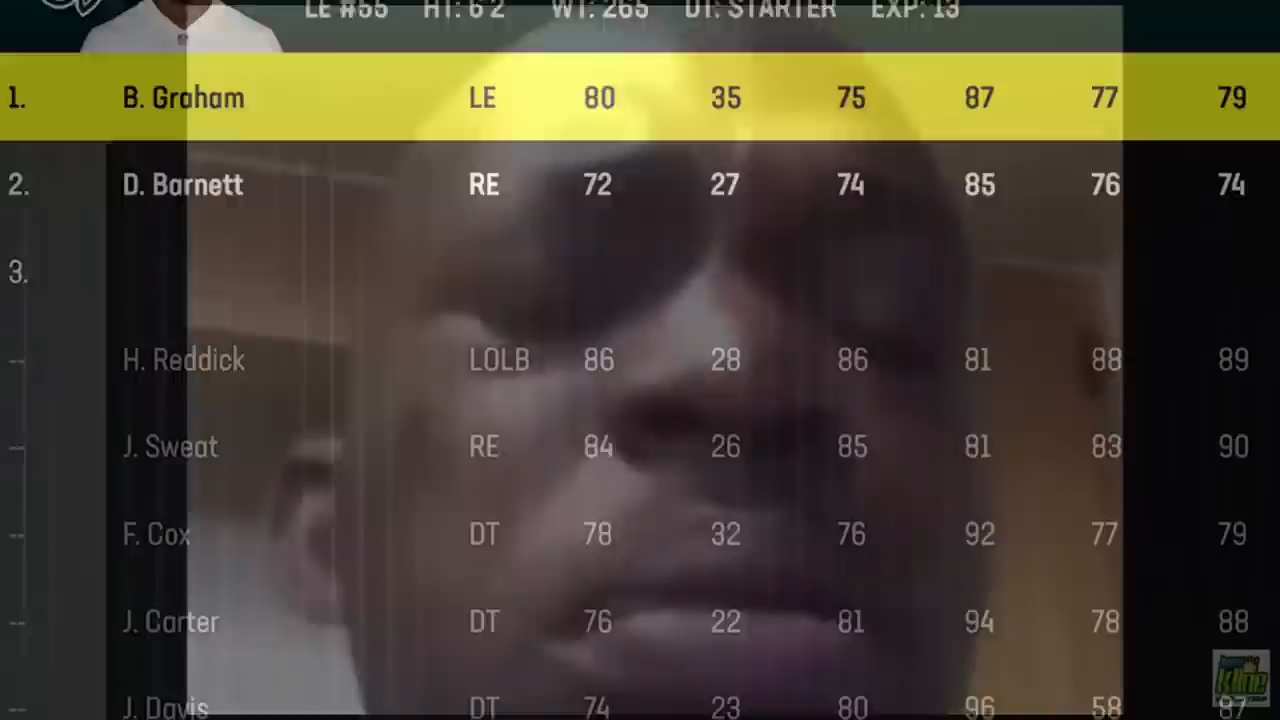 LE #55 HT: 6'2 WT: 265 DT: STARTER EXP: 13
1. B. Graham LE 80 35 75 87 77 79
2. D. Barnett RE 72 27 74 85 76 74
3.
-- H. Reddick LOLB 86 28 86 81 88 89
-- J. Sweat RE 84 26 85 81 83 90
-- F. Cox DT 78 32 76 92 77 79
-- J. Carter DT 76 22 81 94 78 88
-- J. Davis DT 74 23 80 96 58 87
Kline